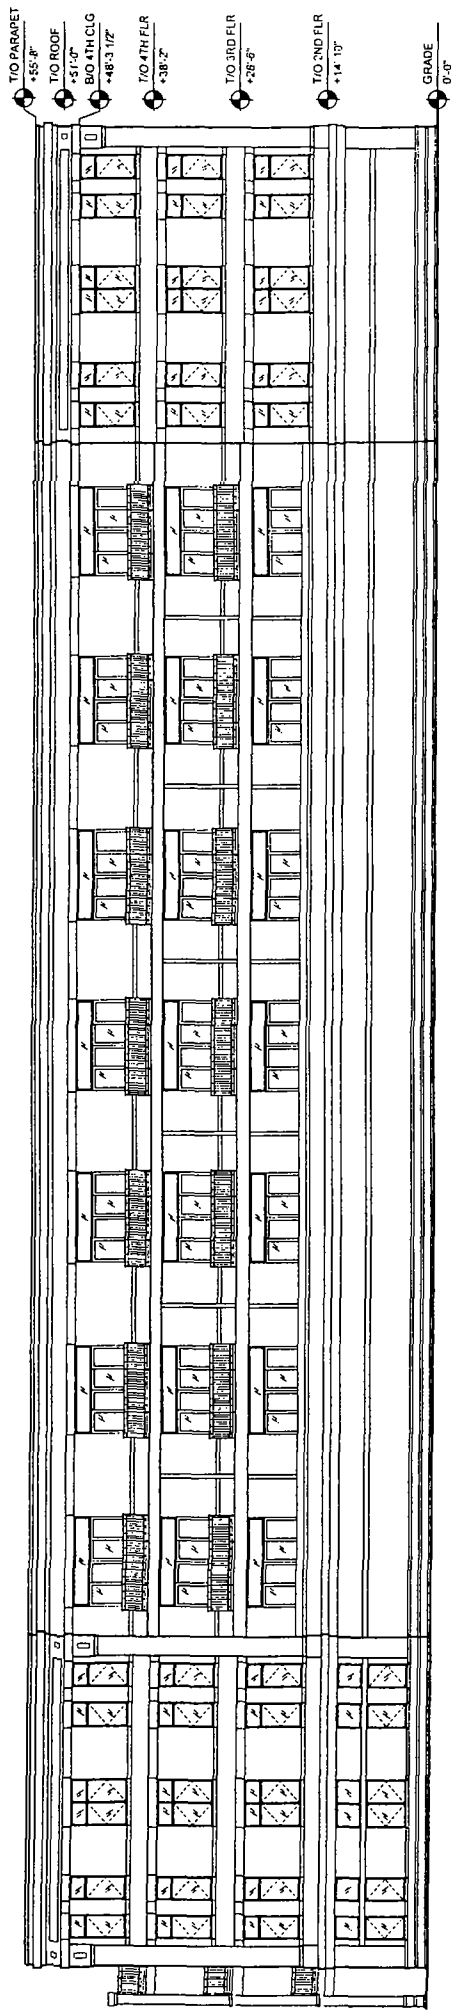 T/O PARAPET
+55'-8"
T/O ROOF
+51'-0"
B/O 4TH CLG
+48'-3 1/2"
T/O 4TH FLR
+38'-2"
T/O 3RD FLR
+26'-6"
T/O 2ND FLR
+14'-10"
GRADE
0'-0"